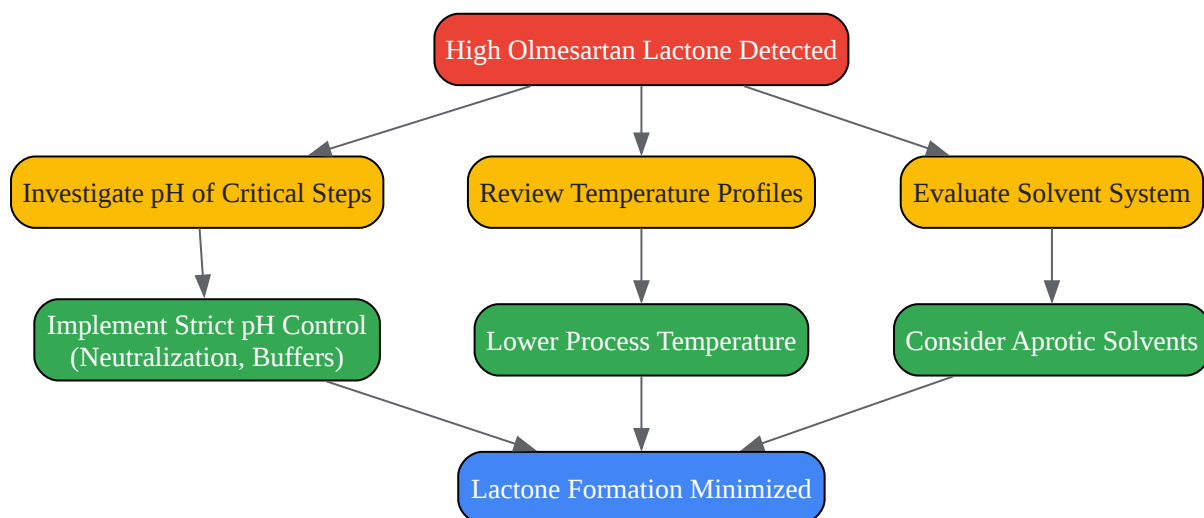 High Olmesartan Lactone Detected
Investigate pH of Critical Steps
Review Temperature Profiles
Evaluate Solvent System
Implement Strict pH Control
(Neutralization, Buffers)
Lower Process Temperature
Consider Aprotic Solvents
Lactone Formation Minimized